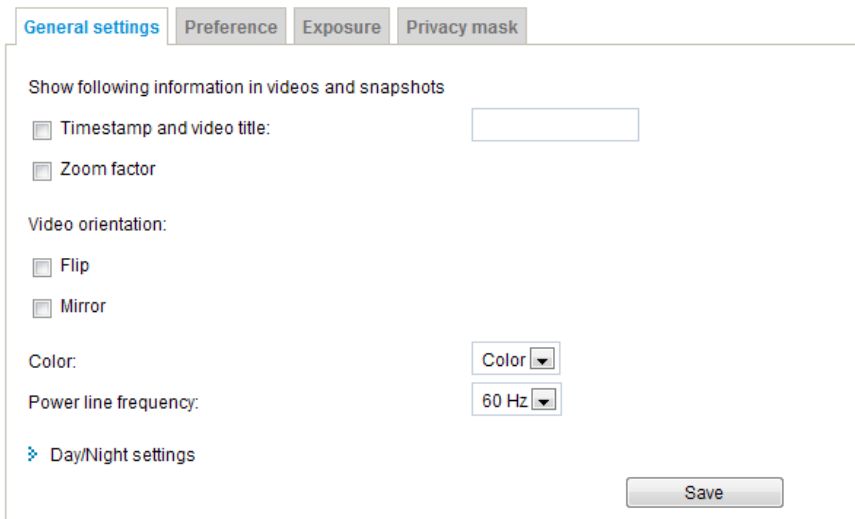 General settings Preference Exposure Privacy mask
Show following information in videos and snapshots
Timestamp and video title:
Zoom factor
Video orientation:
Flip
Mirror
Color: Color
Power line frequency: 60 Hz
Day/Night settings
Save